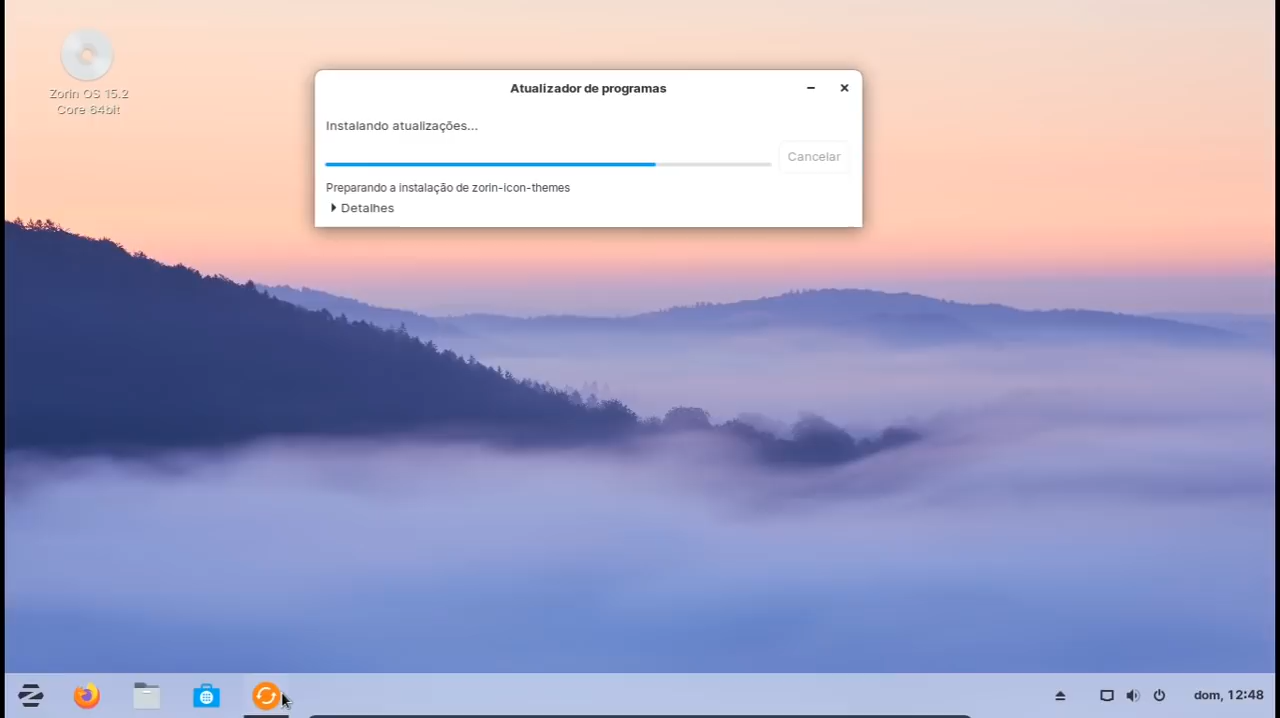 Zorin OS 15.2
Core 64bit
Atualizador de programas
Instalando atualizações...
Cancelar
Preparando a instalação de zorin-icon-themes
Detalhes
dom, 12:48